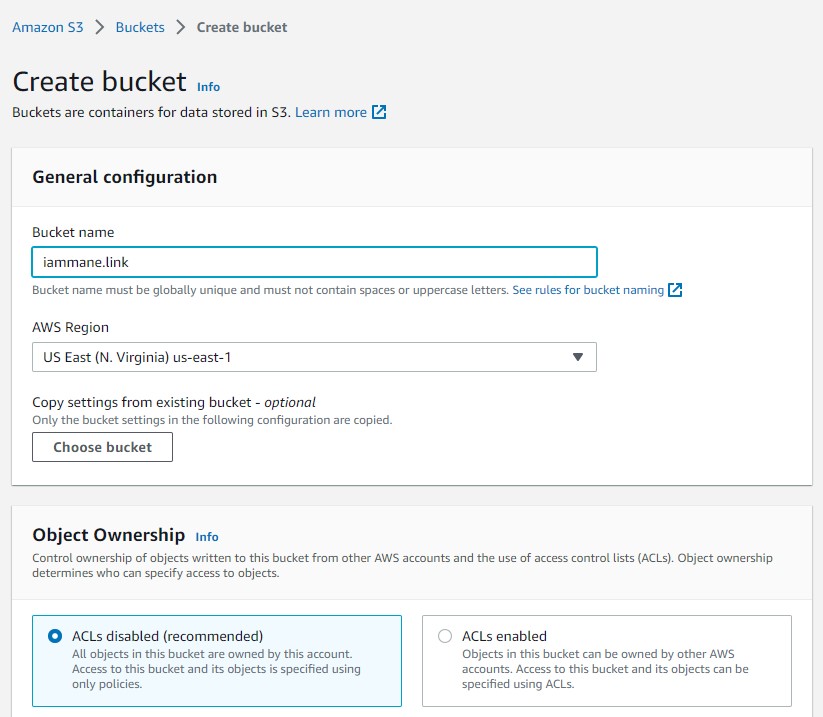 Amazon S3 > Buckets > Create bucket
Create bucket Info
Buckets are containers for data stored in S3. Learn more
General configuration
Bucket name
iammane.link
Bucket name must be globally unique and must not contain spaces or uppercase letters. See rules for bucket naming
AWS Region
US East (N. Virginia) us-east-1
Copy settings from existing bucket - optional
Only the bucket settings in the following configuration are copied.
Choose bucket
Object Ownership Info
Control ownership of objects written to this bucket from other AWS accounts and the use of access control lists (ACLs). Object ownership
determines who can specify access to objects.
ACLs disabled (recommended)
All objects in this bucket are owned by this account.
Access to this bucket and its objects is specified using
only policies.
ACLs enabled
Objects in this bucket can be owned by other AWS
accounts. Access to this bucket and its objects can be
specified using ACLs.